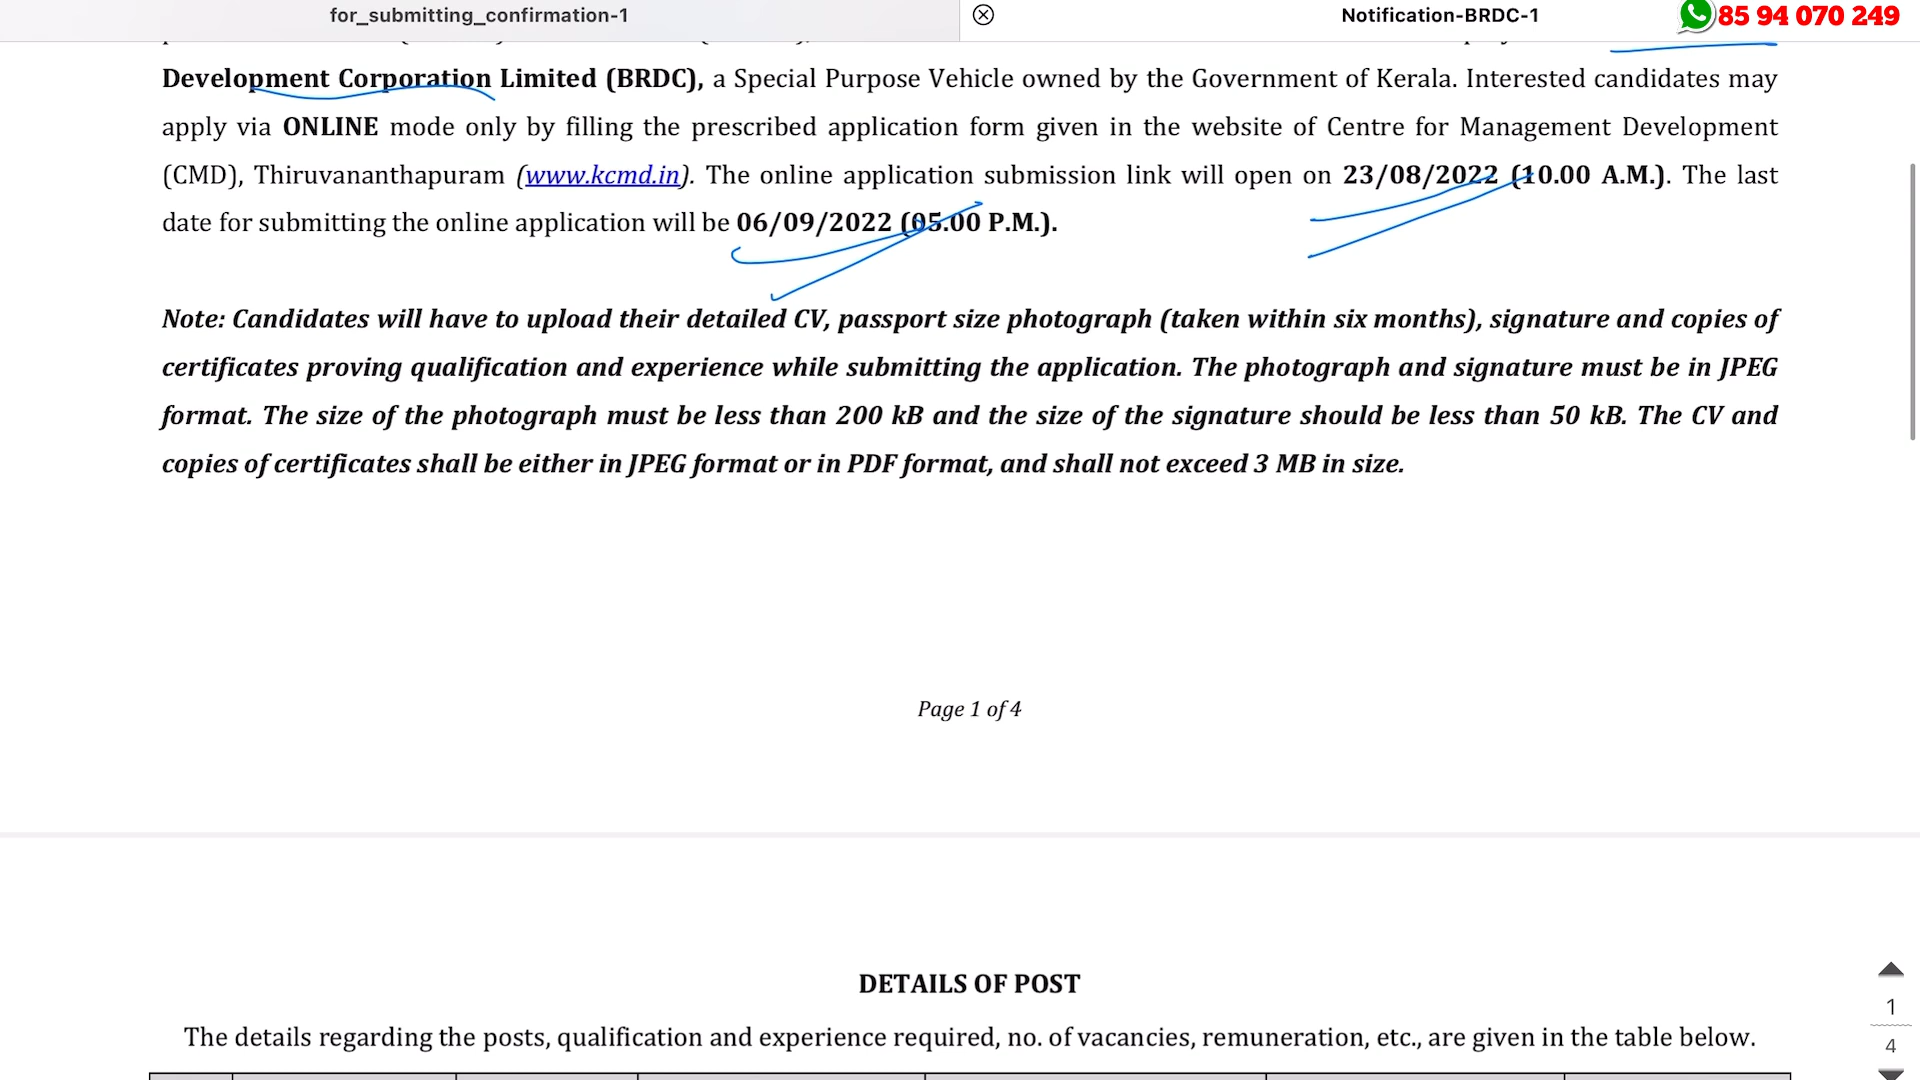 for_submitting_confirmation-1
Notification-BRDC-1
85 94 070 249
Development Corporation Limited (BRDC), a Special Purpose Vehicle owned by the Government of Kerala. Interested candidates may
apply via ONLINE mode only by filling the prescribed application form given in the website of Centre for Management Development
(CMD), Thiruvananthapuram (www.kcmd.in). The online application submission link will open on 23/08/2022 (10.00 A.M.). The last
date for submitting the online application will be 06/09/2022 (05.00 P.M.).
Note: Candidates will have to upload their detailed CV, passport size photograph (taken within six months), signature and copies of
certificates proving qualification and experience while submitting the application. The photograph and signature must be in JPEG
format. The size of the photograph must be less than 200 kB and the size of the signature should be less than 50 kB. The CV and
copies of certificates shall be either in JPEG format or in PDF format, and shall not exceed 3 MB in size.
Page 1 of 4
DETAILS OF POST
The details regarding the posts, qualification and experience required, no. of vacancies, remuneration, etc., are given in the table below.
1
4